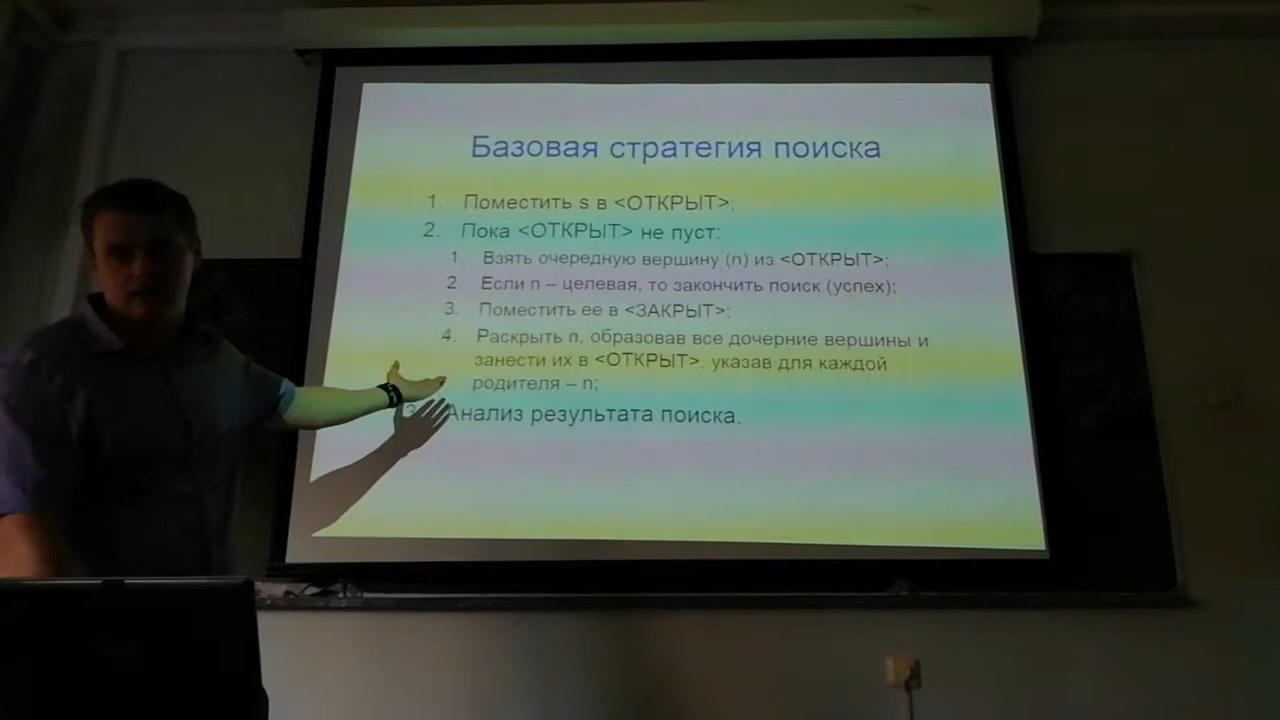 Базовая стратегия поиска
1. Поместить s в <ОТКРЫТ>;
2. Пока <ОТКРЫТ> не пуст:
1. Взять очередную вершину (n) из <ОТКРЫТ>;
2. Если n – целевая, то закончить поиск (успех);
3. Поместить ее в <ЗАКРЫТ>;
4. Раскрыть n, образовав все дочерние вершины и
занести их в <ОТКРЫТ>, указав для каждой
родителя – n;
3. Анализ результата поиска.